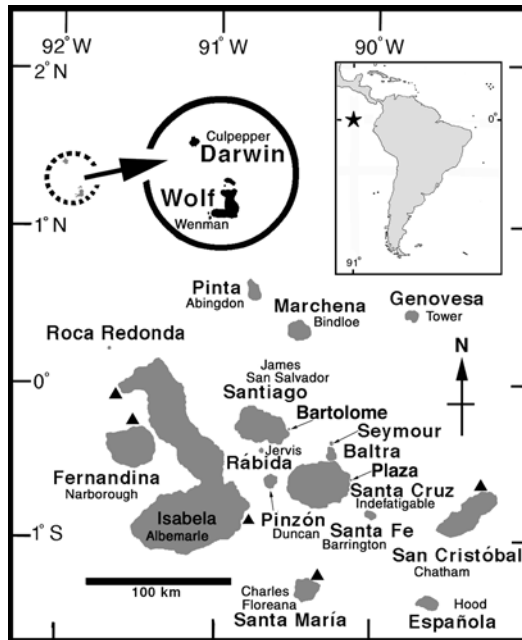 92°W
91°W
90°W
2°N
Culpepper
Darwin
Wolf
Wenman
0°
91°
1°N
Pinta
Abingdon
Marchena
Bindloe
Genovesa
Tower
Roca Redonda
N
0°
James
San Salvador
Santiago
Bartolome
Seymour
Baltra
Jervis
Rábida
Plaza
Fernandina
Narborough
Santa Cruz
Indefatigable
Isabela
Albemarle
Pinzón
Duncan
Santa Fe
Barrington
1°S
San Cristóbal
Chatham
100 km
Charles
Floreana
Santa María
Hood
Española